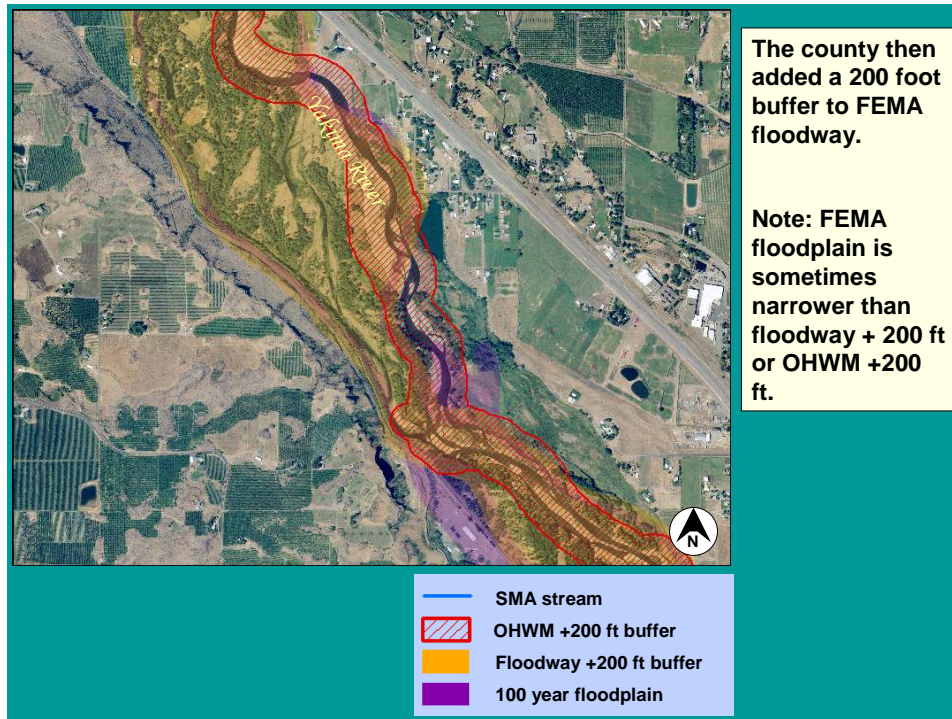 The county then
added a 200 foot
buffer to FEMA
floodway.
Note: FEMA
floodplain is
sometimes
narrower than
floodway + 200 ft
or OHWM +200
ft.
Yakima River
N
SMA stream
OHWM +200 ft buffer
Floodway +200 ft buffer
100 year floodplain